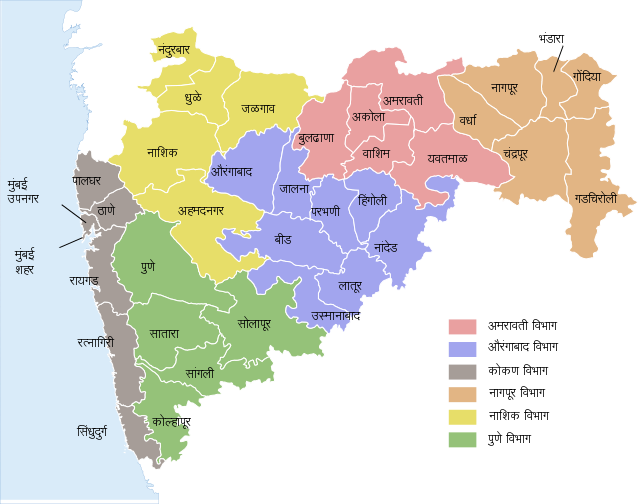 भंडारा
नंदुरबार
गोंदिया
नागपूर
धुळे
जळगाव
अमरावती
अकोला
वर्धा
बुलढाणा
नाशिक
वाशिम
यवतमाळ
चंद्रपूर
औरंगाबाद
पालघर
जालना
मुंबई
उपनगर
हिंगोली
गडचिरोली
ठाणे
अहमदनगर
परभणी
बीड
नांदेड
मुंबई
शहर
पुणे
रायगड
लातूर
उस्मानाबाद
सोलापूर
सातारा
रत्नागिरी
सांगली
कोल्हापूर
सिंधुदुर्ग
अमरावती विभाग
औरंगाबाद विभाग
कोकण विभाग
नागपूर विभाग
नाशिक विभाग
पुणे विभाग